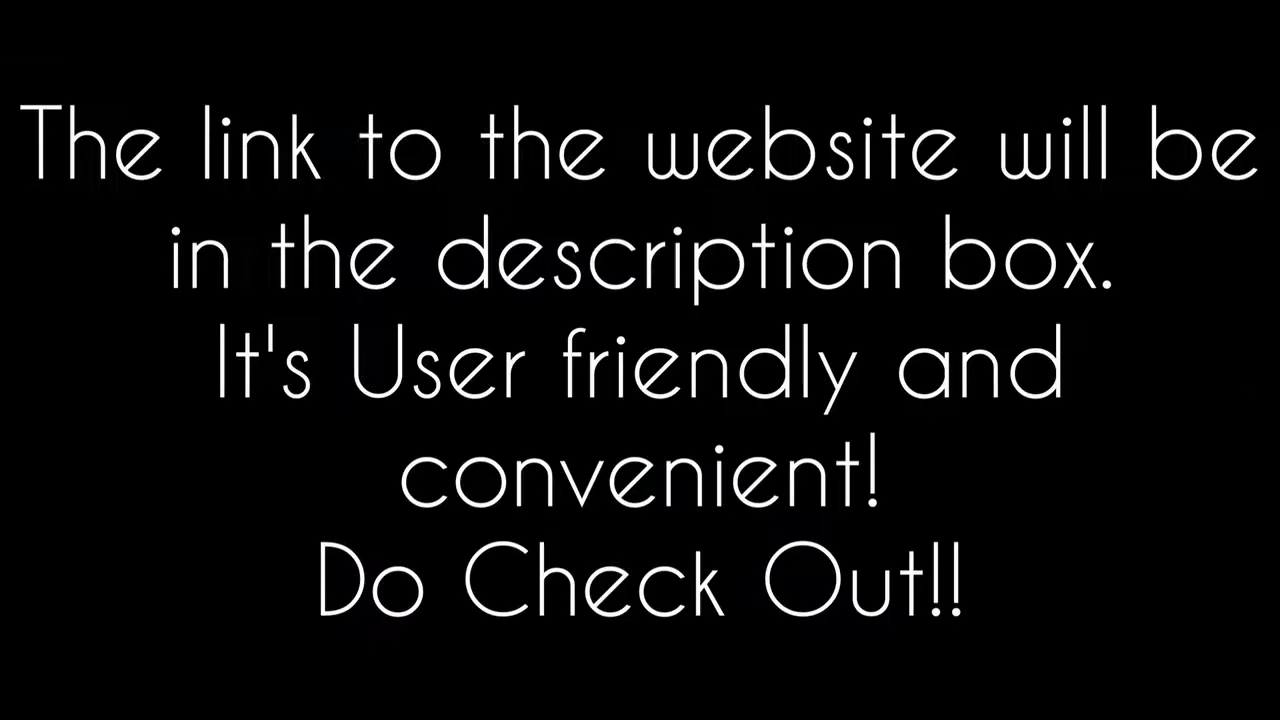 The link to the website will be
in the description box.
It's User friendly and
convenient!
Do Check Out!!